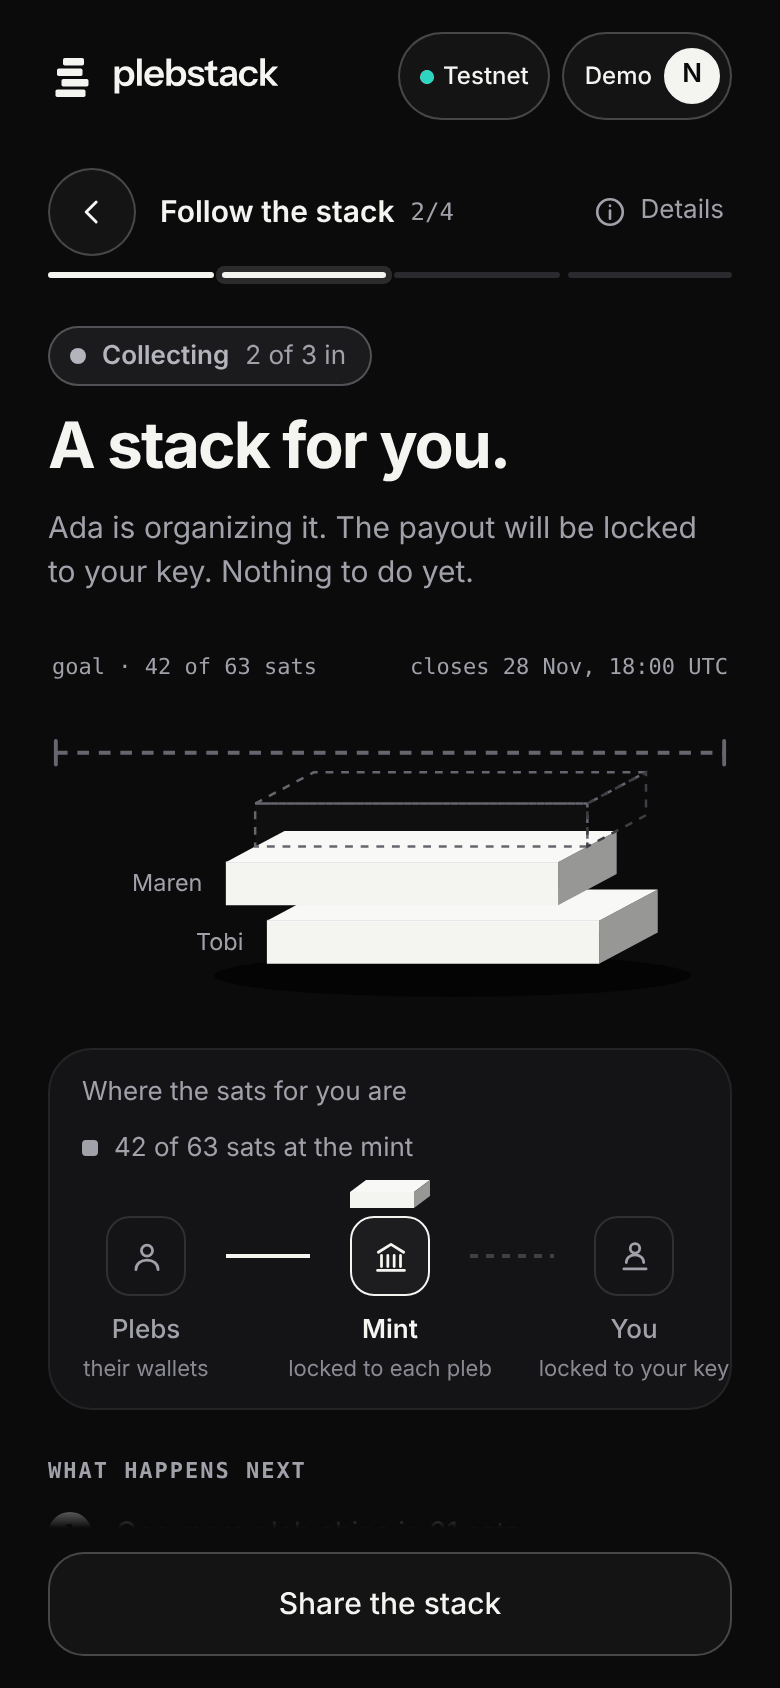 plebstack
Testnet
Demo N
Follow the stack 2/4
Details
Collecting 2 of 3 in
A stack for you.
Ada is organizing it. The payout will be locked
to your key. Nothing to do yet.
goal · 42 of 63 sats
closes 28 Nov, 18:00 UTC
Maren
Tobi
Where the sats for you are
42 of 63 sats at the mint
Plebs
their wallets
Mint
locked to each pleb
You
locked to your key
WHAT HAPPENS NEXT
Share the stack